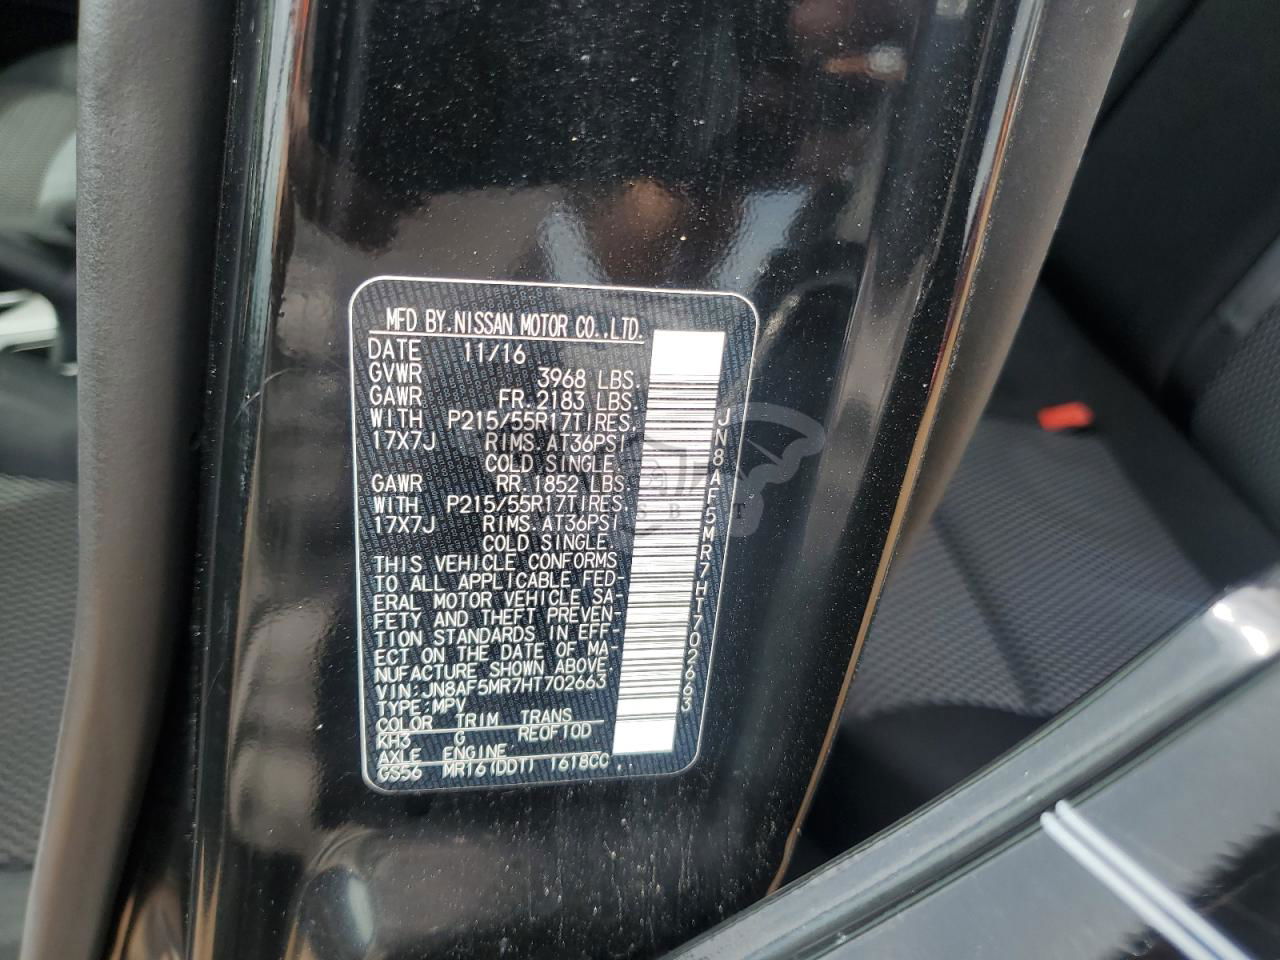 MFD BY.NISSAN MOTOR CO.,LTD.
DATE 11/16
GVWR 3968 LBS.
GAWR FR.2183 LBS.
WITH P215/55R17TIRES.
17X7J RIMS.AT36PSI
COLD SINGLE.
GAWR RR.1852 LBS.
WITH P215/55R17TIRES.
17X7J RIMS.AT36PSI
COLD SINGLE.
THIS VEHICLE CONFORMS
TO ALL APPLICABLE FED-
ERAL MOTOR VEHICLE SA-
FETY AND THEFT PREVEN-
TION STANDARDS IN EFF-
ECT ON THE DATE OF MA-
NUFACTURE SHOWN ABOVE
VIN:JN8AF5MR7HT702663
TYPE:MPV
COLOR TRIM TRANS
KH3 G RE0F10D
AXLE ENGINE
GS56 MR16(DDT) 1618CC
JN8AF5MR7HT702663